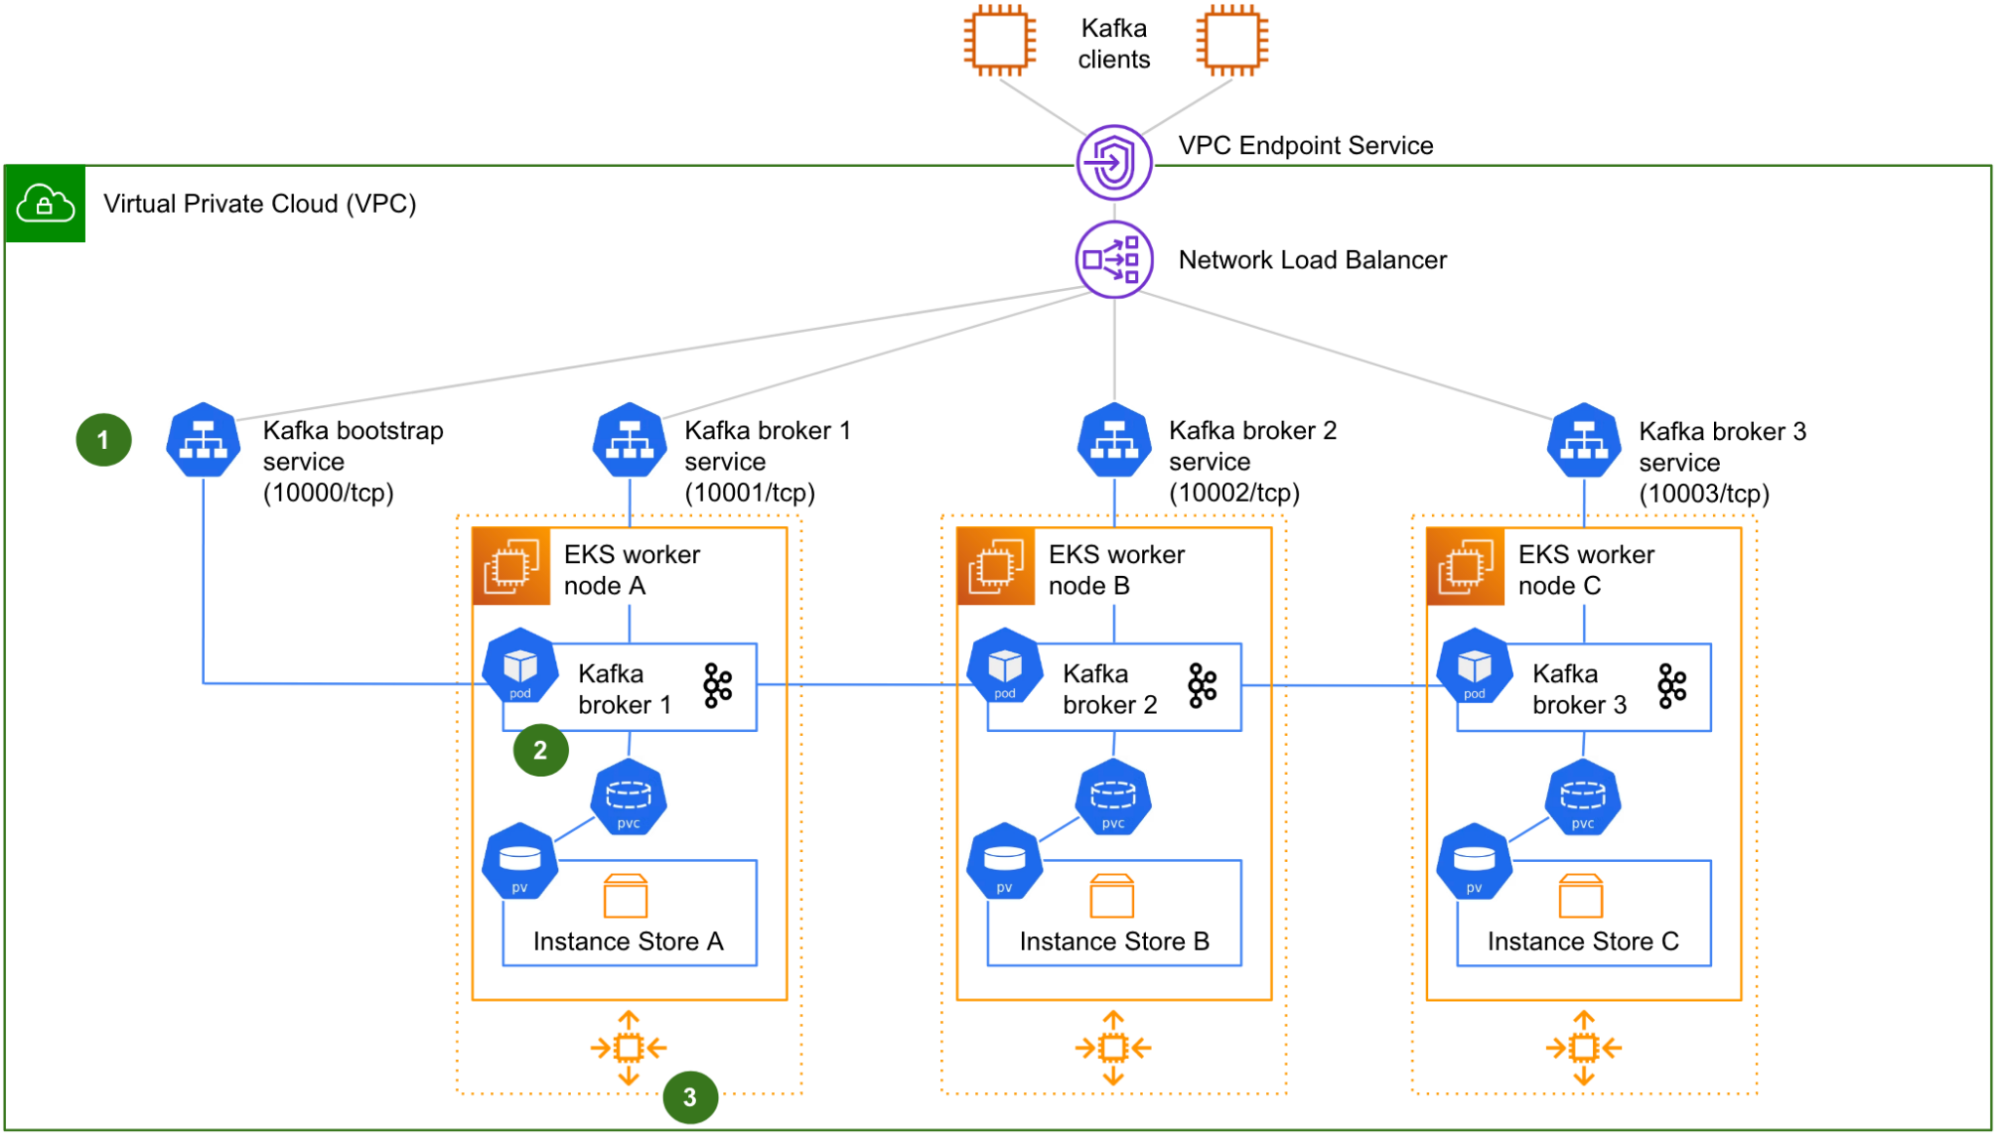 Kafka
clients
VPC Endpoint Service
Virtual Private Cloud (VPC)
Network Load Balancer
1
Kafka bootstrap
service
(10000/tcp)
Kafka broker 1
service
(10001/tcp)
Kafka broker 2
service
(10002/tcp)
Kafka broker 3
service
(10003/tcp)
EKS worker
node A
pod
Kafka
broker 1
2
pvc
pv
Instance Store A
3
EKS worker
node B
pod
Kafka
broker 2
pvc
pv
Instance Store B
EKS worker
node C
pod
Kafka
broker 3
pvc
pv
Instance Store C